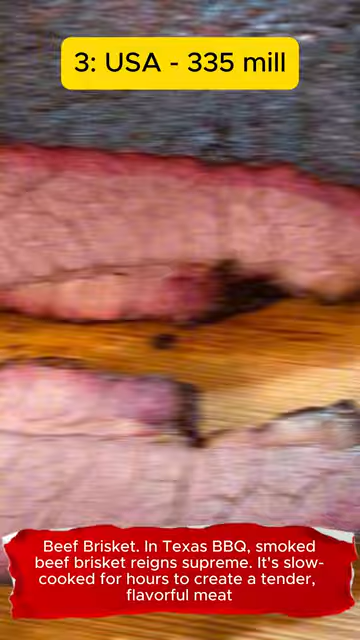 3: USA - 335 mill
Beef Brisket. In Texas BBQ, smoked
beef brisket reigns supreme. It's slow-
cooked for hours to create a tender,
flavorful meat